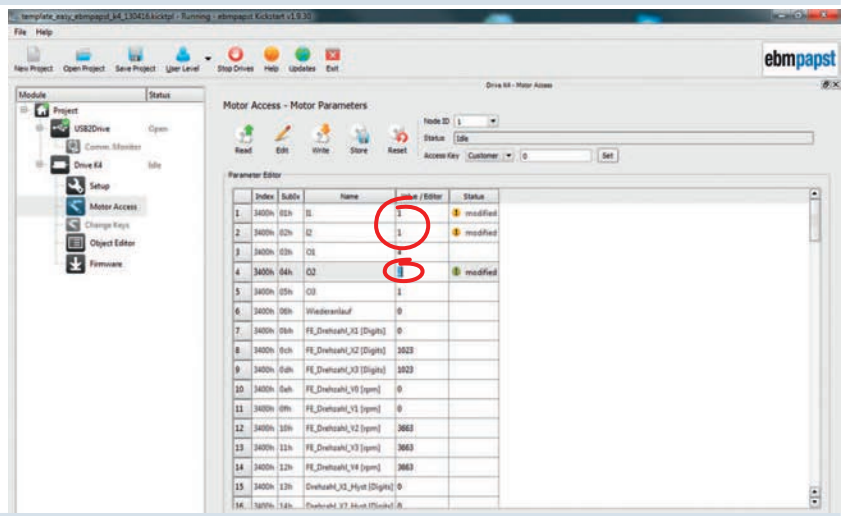 template_easy_ebmpapst_k4_130416.kicktpl - Running - ebmpapst Kickstart v1.9.30
File Help
New Project Open Project Save Project User Level Stop Drives Help Updates Exit
ebmpapst
Drive K4 - Motor Access
Module Status
Project
USB2Drive Open
Comm. Monitor
Drive K4 Idle
Setup
Motor Access
Change Keys
Object Editor
Firmware
Motor Access - Motor Parameters
Read Edit Write Store Reset
Node ID 1
Status Idle
Access Key Customer 0 Set
Parameter Editor
Index SubIx Name Value / Editor Status
1 3400h 01h I1 1 modified
2 3400h 02h I2 1 modified
3 3400h 03h O1 4
4 3400h 04h O2 modified
5 3400h 05h O3 1
6 3400h 06h Wiederanlauf 0
7 3400h 0bh FE_Drehzahl_X1 [Digits] 0
8 3400h 0ch FE_Drehzahl_X2 [Digits] 1023
9 3400h 0dh FE_Drehzahl_X3 [Digits] 1023
10 3400h 0eh FE_Drehzahl_V0 [rpm] 0
11 3400h 0fh FE_Drehzahl_V1 [rpm] 0
12 3400h 10h FE_Drehzahl_V2 [rpm] 3663
13 3400h 11h FE_Drehzahl_V3 [rpm] 3663
14 3400h 12h FE_Drehzahl_V4 [rpm] 3663
15 3400h 13h Drehzahl_X1_Hyst [Digits] 0
16 3400h 14h Drehzahl_X2_Hyst [Digits] 0